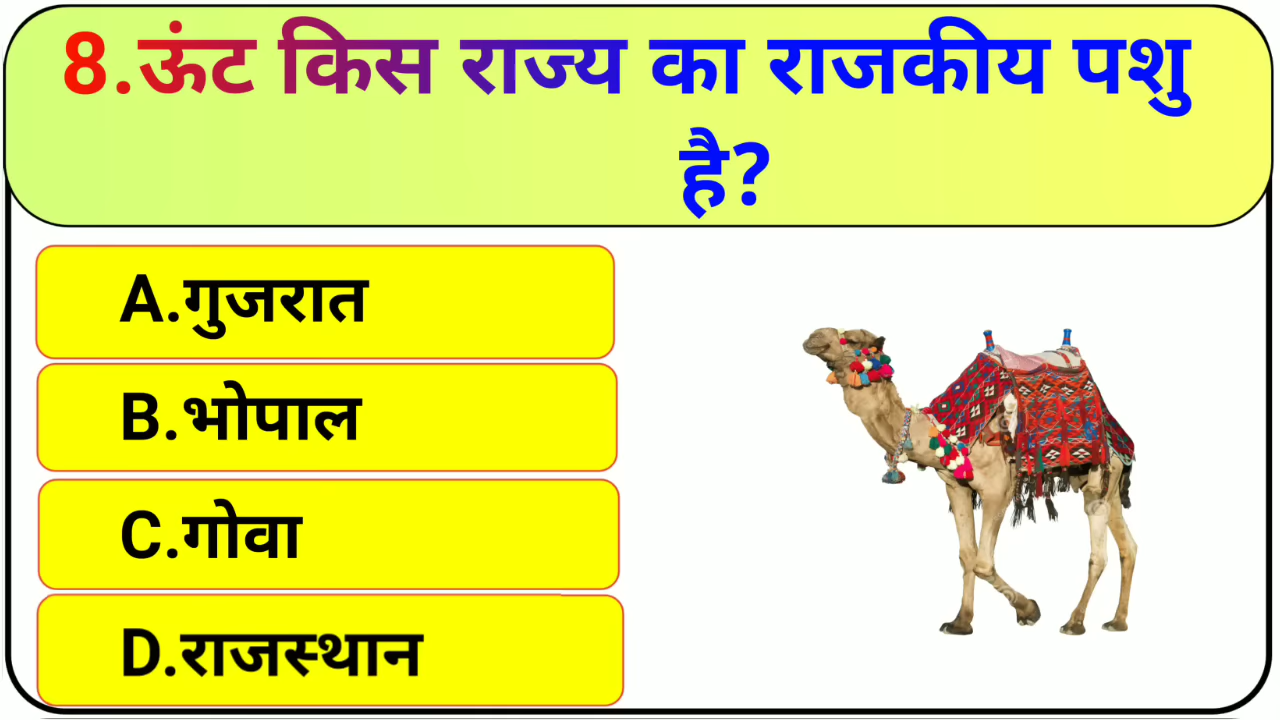 8.ऊंट किस राज्य का राजकीय पशु
है?
A.गुजरात
B.भोपाल
C.गोवा
D.राजस्थान